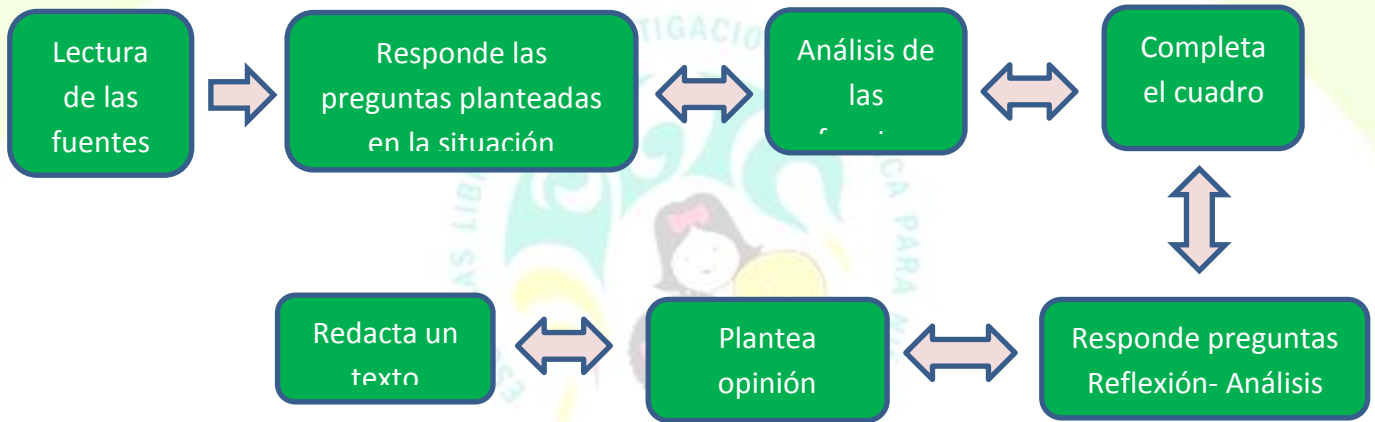 Lectura
de las
fuentes
Responde las
preguntas planteadas
en la situación
Análisis de
las
Completa
el cuadro
Responde preguntas
Reflexión- Análisis
Plantea
opinión
Redacta un
texto